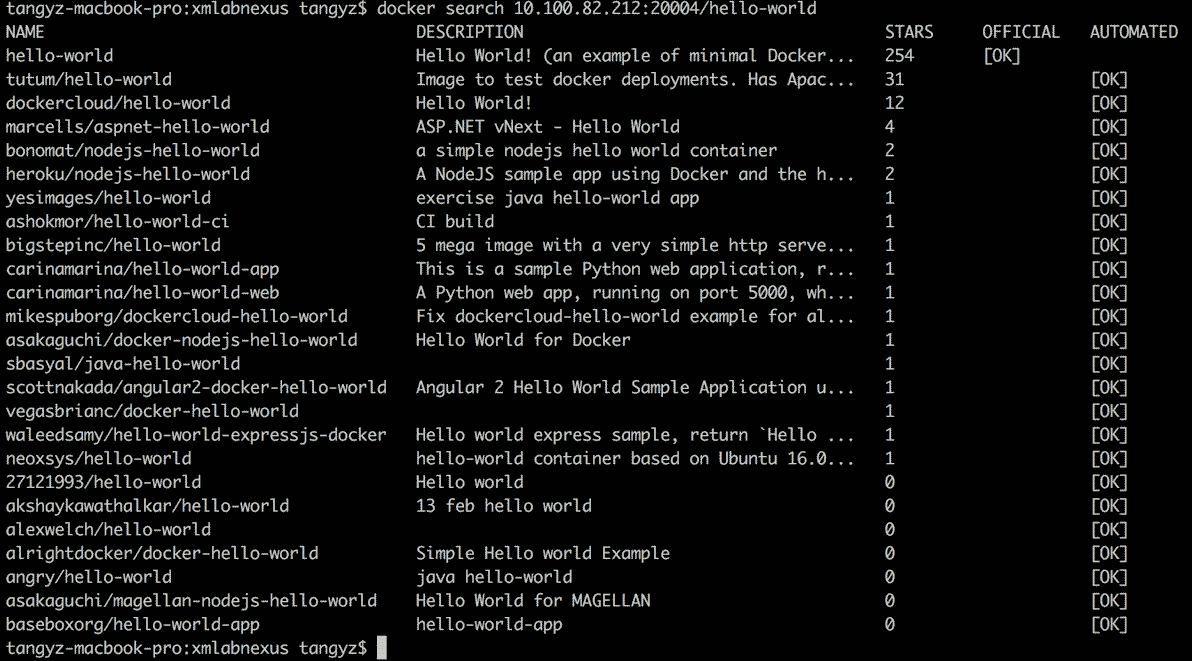 tangyz-macbook-pro:xmlabnexus tangyz$ docker search 10.100.82.212:20004/hello-world
NAME DESCRIPTION STARS OFFICIAL AUTOMATED
hello-world Hello World! (an example of minimal Docker... 254 [OK]
tutum/hello-world Image to test docker deployments. Has Apac... 31 [OK]
dockercloud/hello-world Hello World! 12 [OK]
marcells/aspnet-hello-world ASP.NET vNext - Hello World 4 [OK]
bonomat/nodejs-hello-world a simple nodejs hello world container 2 [OK]
heroku/nodejs-hello-world A NodeJS sample app using Docker and the h... 2 [OK]
yesimages/hello-world exercise java hello-world app 1 [OK]
ashokmor/hello-world-ci CI build 1 [OK]
bigstepinc/hello-world 5 mega image with a very simple http serve... 1 [OK]
carinamarina/hello-world-app This is a sample Python web application, r... 1 [OK]
carinamarina/hello-world-web A Python web app, running on port 5000, wh... 1 [OK]
mikespuborg/dockercloud-hello-world Fix dockercloud-hello-world example for al... 1 [OK]
asakaguchi/docker-nodejs-hello-world Hello World for Docker 1 [OK]
sbasyal/java-hello-world 1 [OK]
scottnakada/angular2-docker-hello-world Angular 2 Hello World Sample Application u... 1 [OK]
vegasbrianc/docker-hello-world 1 [OK]
waleedsamy/hello-world-expressjs-docker Hello world express sample, return `Hello ... 1 [OK]
neoxsys/hello-world hello-world container based on Ubuntu 16.0... 1 [OK]
27121993/hello-world Hello world 0 [OK]
akshaykawathalkar/hello-world 13 feb hello world 0 [OK]
alexwelch/hello-world 0 [OK]
alrightdocker/docker-hello-world Simple Hello world Example 0 [OK]
angry/hello-world java hello-world 0 [OK]
asakaguchi/magellan-nodejs-hello-world Hello World for MAGELLAN 0 [OK]
baseboxorg/hello-world-app hello-world-app 0 [OK]
tangyz-macbook-pro:xmlabnexus tangyz$